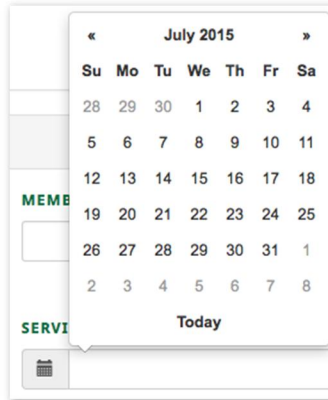 « July 2015 »
Su Mo Tu We Th Fr Sa
28 29 30 1 2 3 4
5 6 7 8 9 10 11
12 13 14 15 16 17 18
19 20 21 22 23 24 25
26 27 28 29 30 31 1
2 3 4 5 6 7 8
Today
MEMB
SERVI